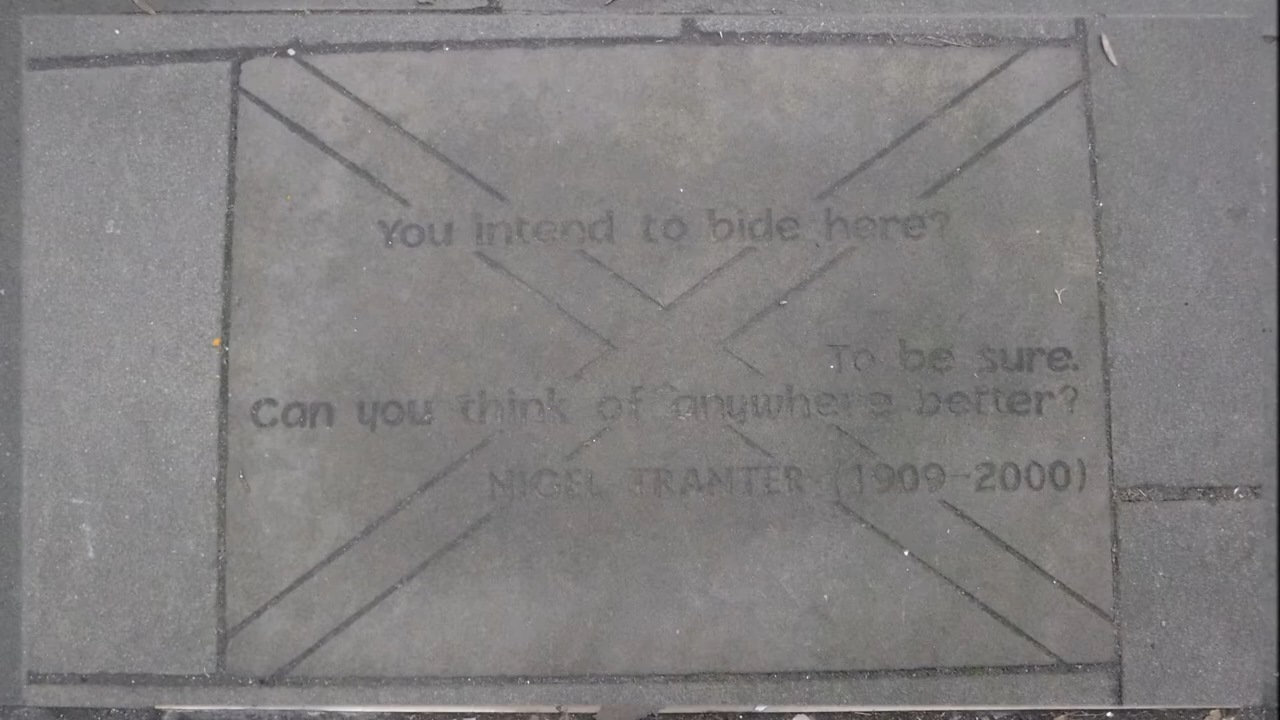 You intend to bide here?
To be sure.
Can you think of anywhere better?
NIGEL TRANTER (1909-2000)